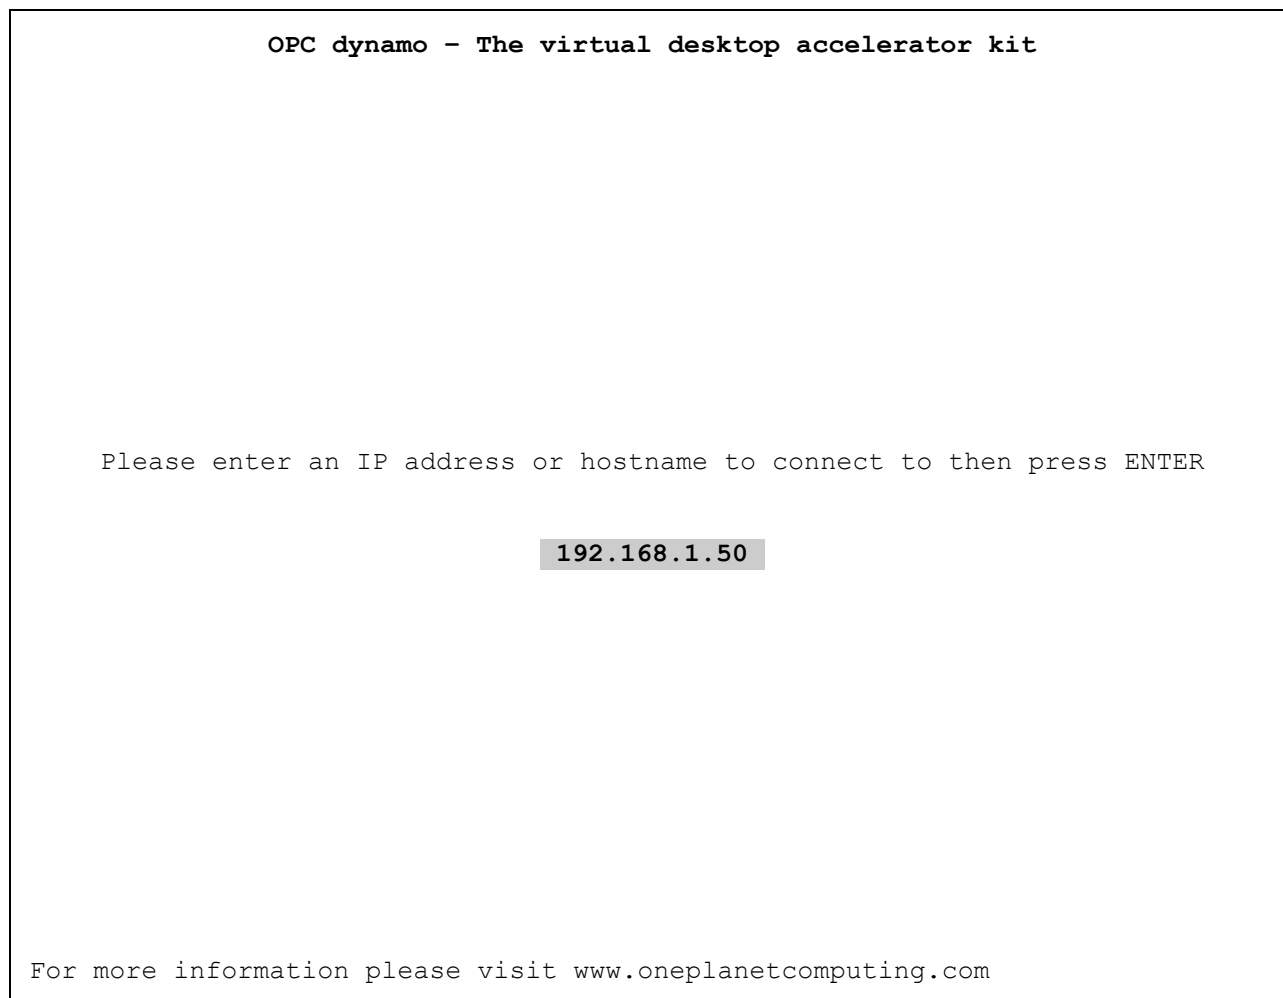 OPC dynamo – The virtual desktop accelerator kit
Please enter an IP address or hostname to connect to then press ENTER
192.168.1.50
For more information please visit www.oneplanetcomputing.com